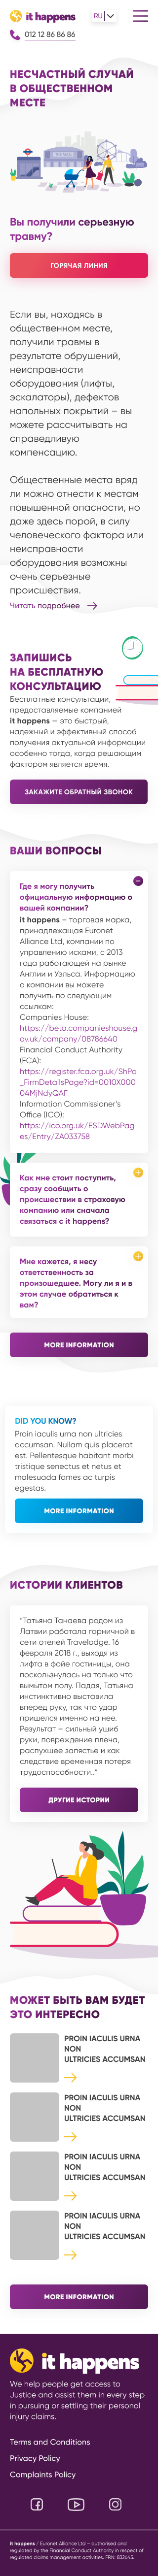 it happens
RU
012 12 86 86 86
НЕСЧАСТНЫЙ СЛУЧАЙ
В ОБЩЕСТВЕННОМ
МЕСТЕ
Вы получили серьезную
травму?
ГОРЯЧАЯ ЛИНИЯ
Если вы, находясь в
общественном месте,
получили травмы в
результате обрушений,
неисправности
оборудования (лифты,
эскалаторы), дефектов
напольных покрытий – вы
можете рассчитывать на
справедливую
компенсацию.
Общественные места вряд
ли можно отнести к местам
повышенной опасности, но
даже здесь порой, в силу
человеческого фактора или
неисправности
оборудования возможны
очень серьезные
происшествия.
Читать подробнее
ЗАПИШИСЬ
НА БЕСПЛАТНУЮ
КОНСУЛЬТАЦИЮ
Бесплатные консультации,
предоставляемые компанией
it happens — это быстрый,
надежный и эффективный способ
получения актуальной информации
особенно тогда, когда решающим
фактором является время.
ЗАКАЖИТЕ ОБРАТНЫЙ ЗВОНОК
ВАШИ ВОПРОСЫ
Где я могу получить
официальную информацию о
вашей компании?
it happens – торговая марка,
принадлежащая Euronet
Alliance Ltd, компании по
управлению исками, с 2013
года работающей на рынке
Англии и Уэльса. Информацию
о компании вы можете
получить по следующим
ссылкам:
Companies House:
https://beta.companieshouse.g
ov.uk/company/08786640
Financial Conduct Authority
(FCA):
https://register.fca.org.uk/ShPo
_FirmDetailsPage?id=0010X000
04MjNdyQAF
Information Commissioner's
Office (ICO):
https://ico.org.uk/ESDWebPag
es/Entry/ZA033758
Как мне стоит поступить,
сразу сообщить о
происшествии в страховую
компанию или сначала
связаться с it happens?
Мне кажется, я несу
ответственность за
произошедшее. Могу ли я и в
этом случае обратиться к
вам?
MORE INFORMATION
DID YOU KNOW?
Proin iaculis urna non ultricies
accumsan. Nullam quis placerat
est. Pellentesque habitant morbi
tristique senectus et netus et
malesuada fames ac turpis
egestas.
MORE INFORMATION
ИСТОРИИ КЛИЕНТОВ
“Татьяна Танаева родом из
Латвии работала горничной в
сети отелей Travelodge. 16
февраля 2018 г., выходя из
лифта в фойе гостиницы, она
поскользнулась на только что
вымытом полу. Падая, Татьяна
инстинктивно выставила
вперед руку, так что удар
пришелся именно на нее.
Результат – сильный ушиб
руки, повреждение плеча,
распухшее запястье и как
следствие временная потеря
трудоспособности..”
ДРУГИЕ ИСТОРИИ
МОЖЕТ БЫТЬ ВАМ БУДЕТ
ЭТО ИНТЕРЕСНО
PROIN IACULIS URNA
NON
ULTRICIES ACCUMSAN
PROIN IACULIS URNA
NON
ULTRICIES ACCUMSAN
PROIN IACULIS URNA
NON
ULTRICIES ACCUMSAN
PROIN IACULIS URNA
NON
ULTRICIES ACCUMSAN
MORE INFORMATION
it happens
We help people get access to
Justice and assist them in every step
in pursuing or settling their personal
injury claims.
Terms and Conditions
Privacy Policy
Complaints Policy
It happens / Euronet Alliance Ltd – authorised and
regulated by the Financial Conduct Authority in respect of
regulated claims management activities. FRN: 832645.